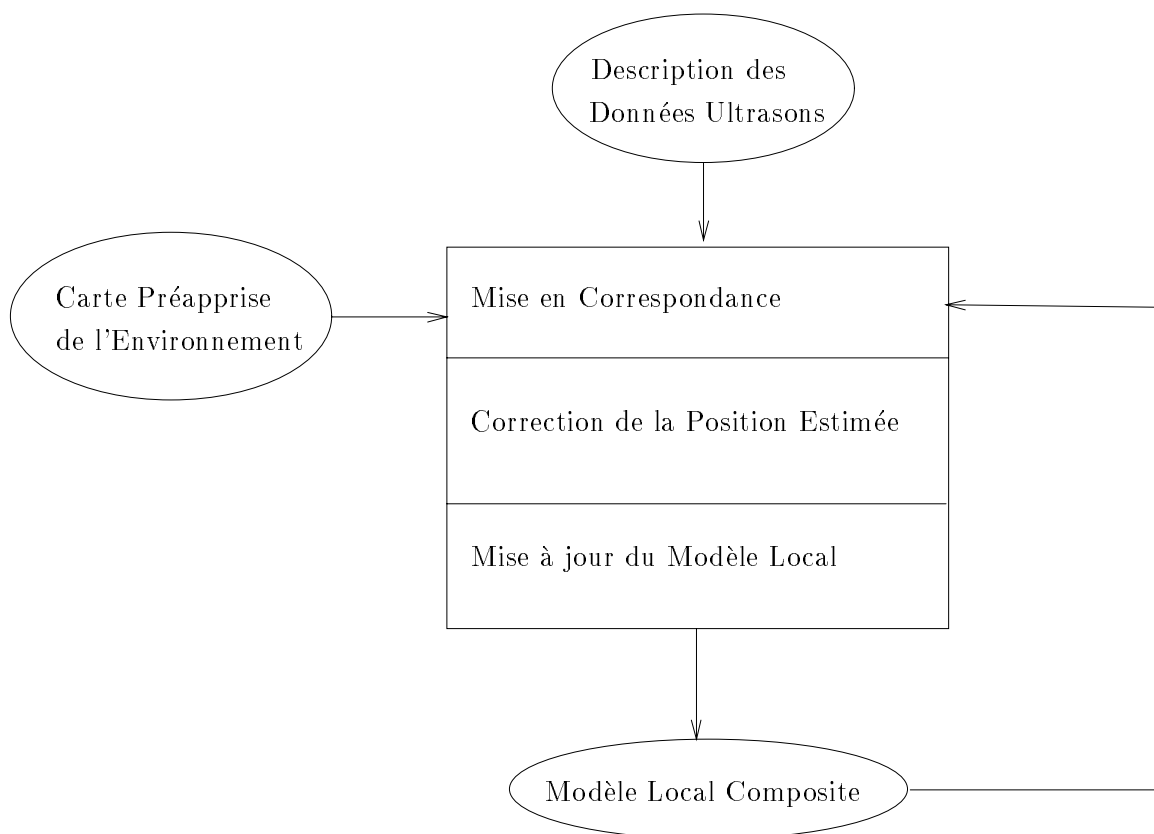 Description des
Données Ultrasons
Carte Préapprise
de l'Environnement
Mise en Correspondance
Correction de la Position Estimée
Mise à jour du Modèle Local
Modèle Local Composite